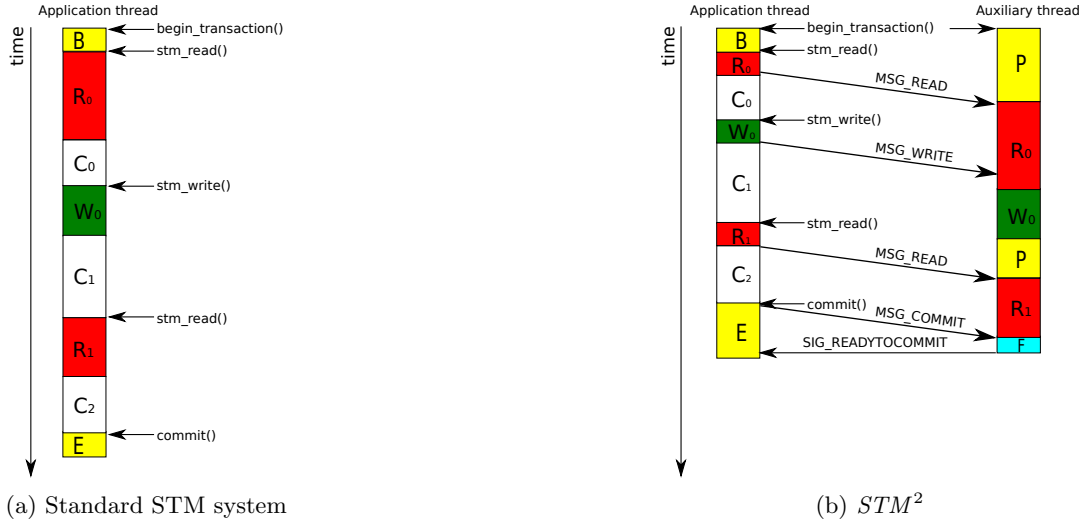 Application thread
time
B
begin_transaction()
stm_read()
R₀
C₀
stm_write()
W₀
C₁
stm_read()
R₁
C₂
commit()
E
(a) Standard STM system
Application thread
Auxiliary thread
time
B
begin_transaction()
P
stm_read()
R₀
MSG_READ
C₀
stm_write()
W₀
MSG_WRITE
R₀
C₁
W₀
stm_read()
R₁
MSG_READ
P
C₂
commit()
R₁
MSG_COMMIT
E
SIG_READYTOCOMMIT
F
(b) STM²